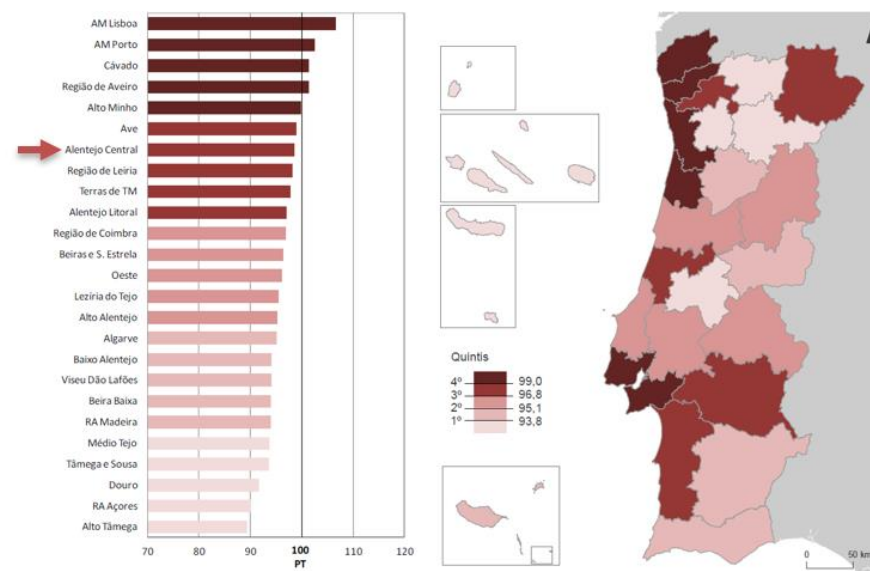 AM Lisboa
AM Porto
Cávado
Região de Aveiro
Alto Minho
Ave
Alentejo Central
Região de Leiria
Terras de TM
Alentejo Litoral
Região de Coimbra
Beiras e S. Estrela
Oeste
Lezíria do Tejo
Alto Alentejo
Algarve
Baixo Alentejo
Viseu Dão Lafões
Beira Baixa
RA Madeira
Médio Tejo
Tâmega e Sousa
Douro
RA Açores
Alto Tâmega
70 80 90 100 110 120
PT
Quintis
4º 99,0
3º 96,8
2º 95,1
1º 93,8
0 50 km